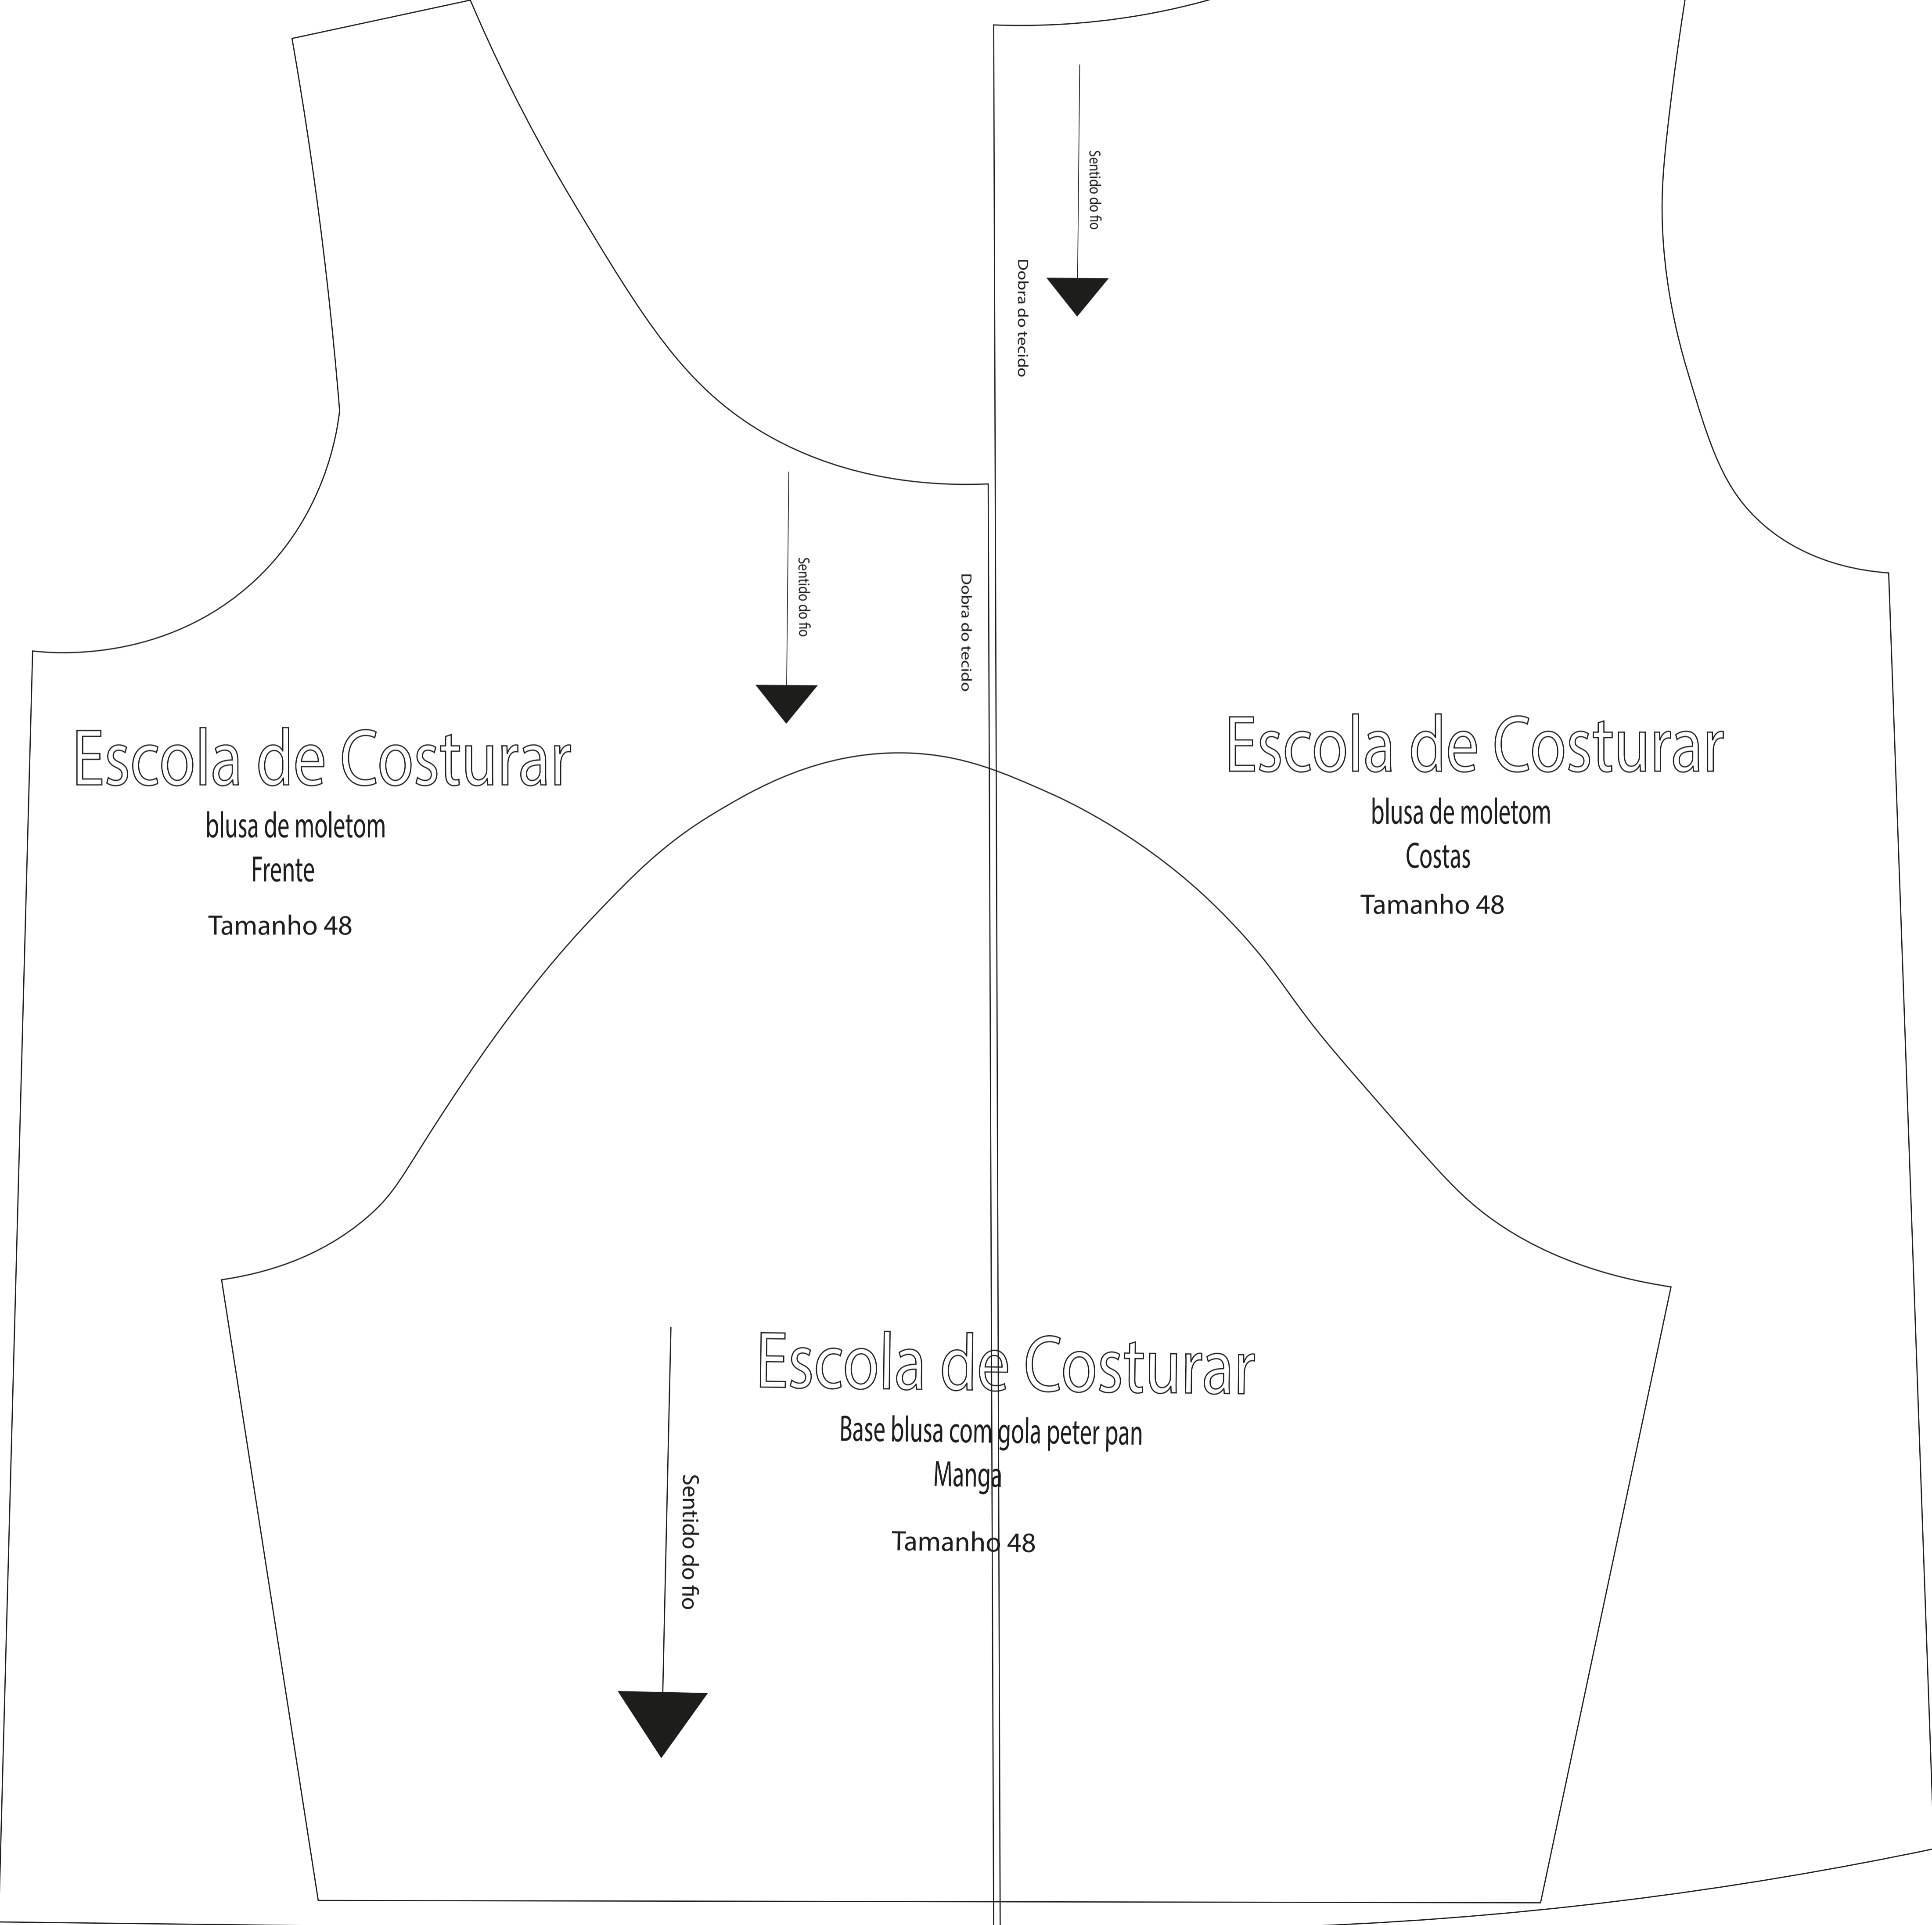 Sentido do fio
Dobra do tecido
Sentido do fio
Dobra do tecido
Escola de Costurar
blusa de moletom
Frente
Tamanho 48
Escola de Costurar
blusa de moletom
Costas
Tamanho 48
Escola de Costurar
Base blusa com gola peter pan
Manga
Tamanho 48
Sentido do fio